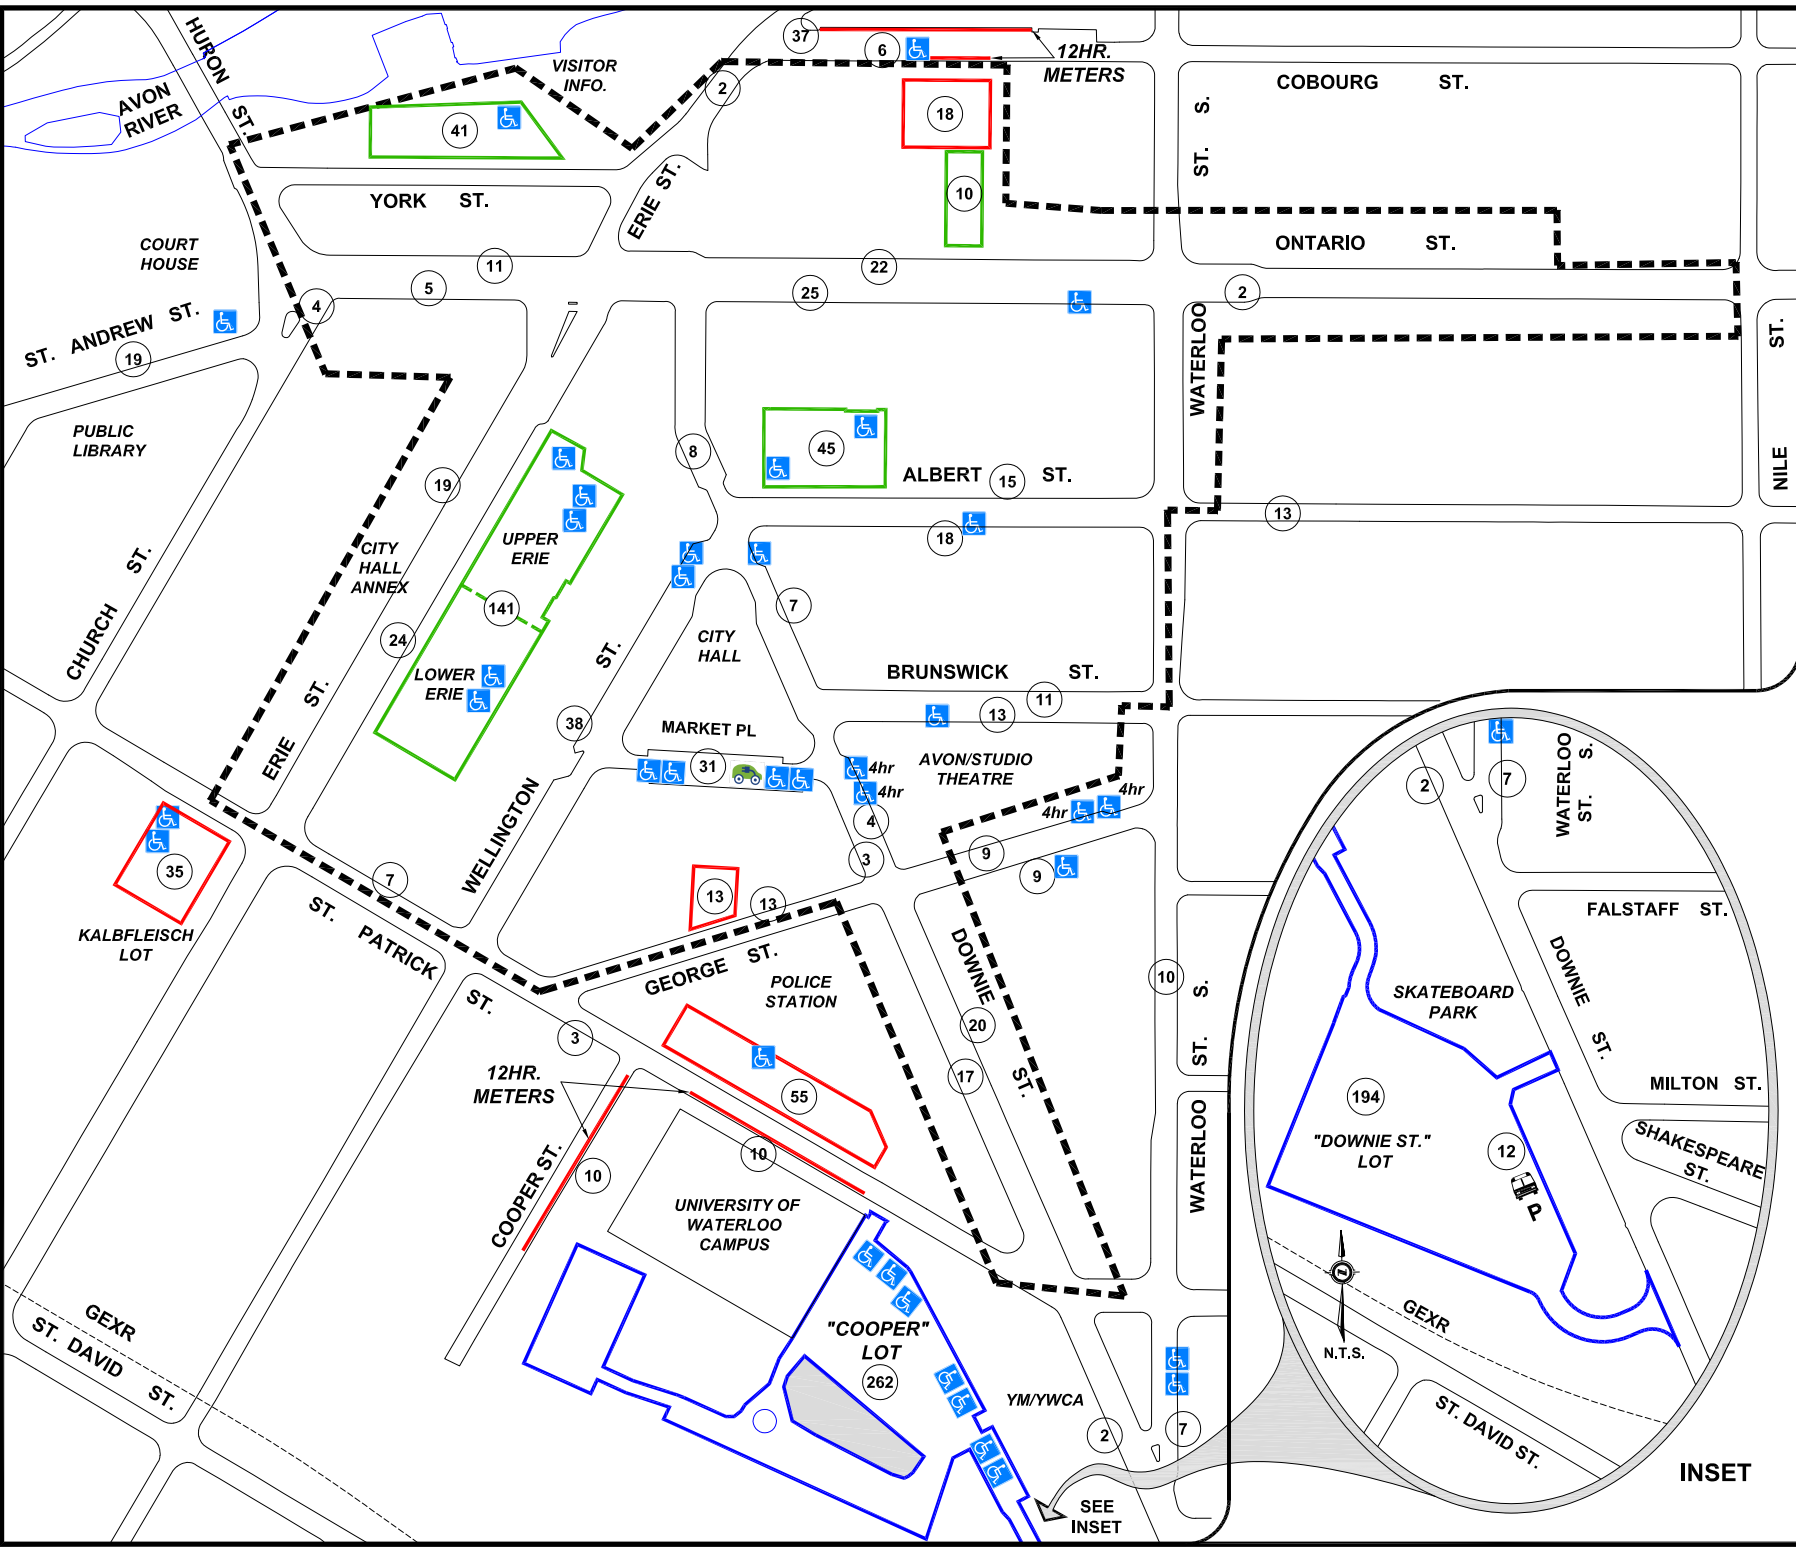 37
6
12HR.
METERS
HURON
ST.
VISITOR
INFO.
2
COBOURG ST.
AVON
RIVER
41
18
S.
ST.
YORK ST.
ERIE ST.
10
COURT
HOUSE
11
22
ONTARIO ST.
5
25
2
4
ST. ANDREW ST.
19
WATERLOO
ST.
NILE
PUBLIC
LIBRARY
8
45
ALBERT ST.
15
19
13
18
UPPER
ERIE
CITY
HALL
ANNEX
ST.
CHURCH
141
7
24
CITY
HALL
ST.
LOWER
ERIE
BRUNSWICK ST.
11
13
ST.
ERIE
38
MARKET PL
31
AVON/STUDIO
THEATRE
4hr
4hr
4hr
4hr
4
WELLINGTON
3
9
9
35
7
13
13
KALBFLEISCH
LOT
ST. PATRICK
ST.
GEORGE ST.
POLICE
STATION
DOWNIE
ST.
10
S.
ST.
WATERLOO
20
17
3
12HR.
METERS
55
10
10
COOPER ST.
UNIVERSITY OF
WATERLOO
CAMPUS
"COOPER"
LOT
262
GEXR
ST. DAVID ST.
YM/YWCA
2
7
SEE
INSET
2
7
WATERLOO
ST. S.
FALSTAFF ST.
DOWNIE
ST.
SKATEBOARD
PARK
MILTON ST.
194
"DOWNIE ST."
LOT
12
P
SHAKESPEARE
ST.
N.T.S.
GEXR
ST. DAVID ST.
INSET